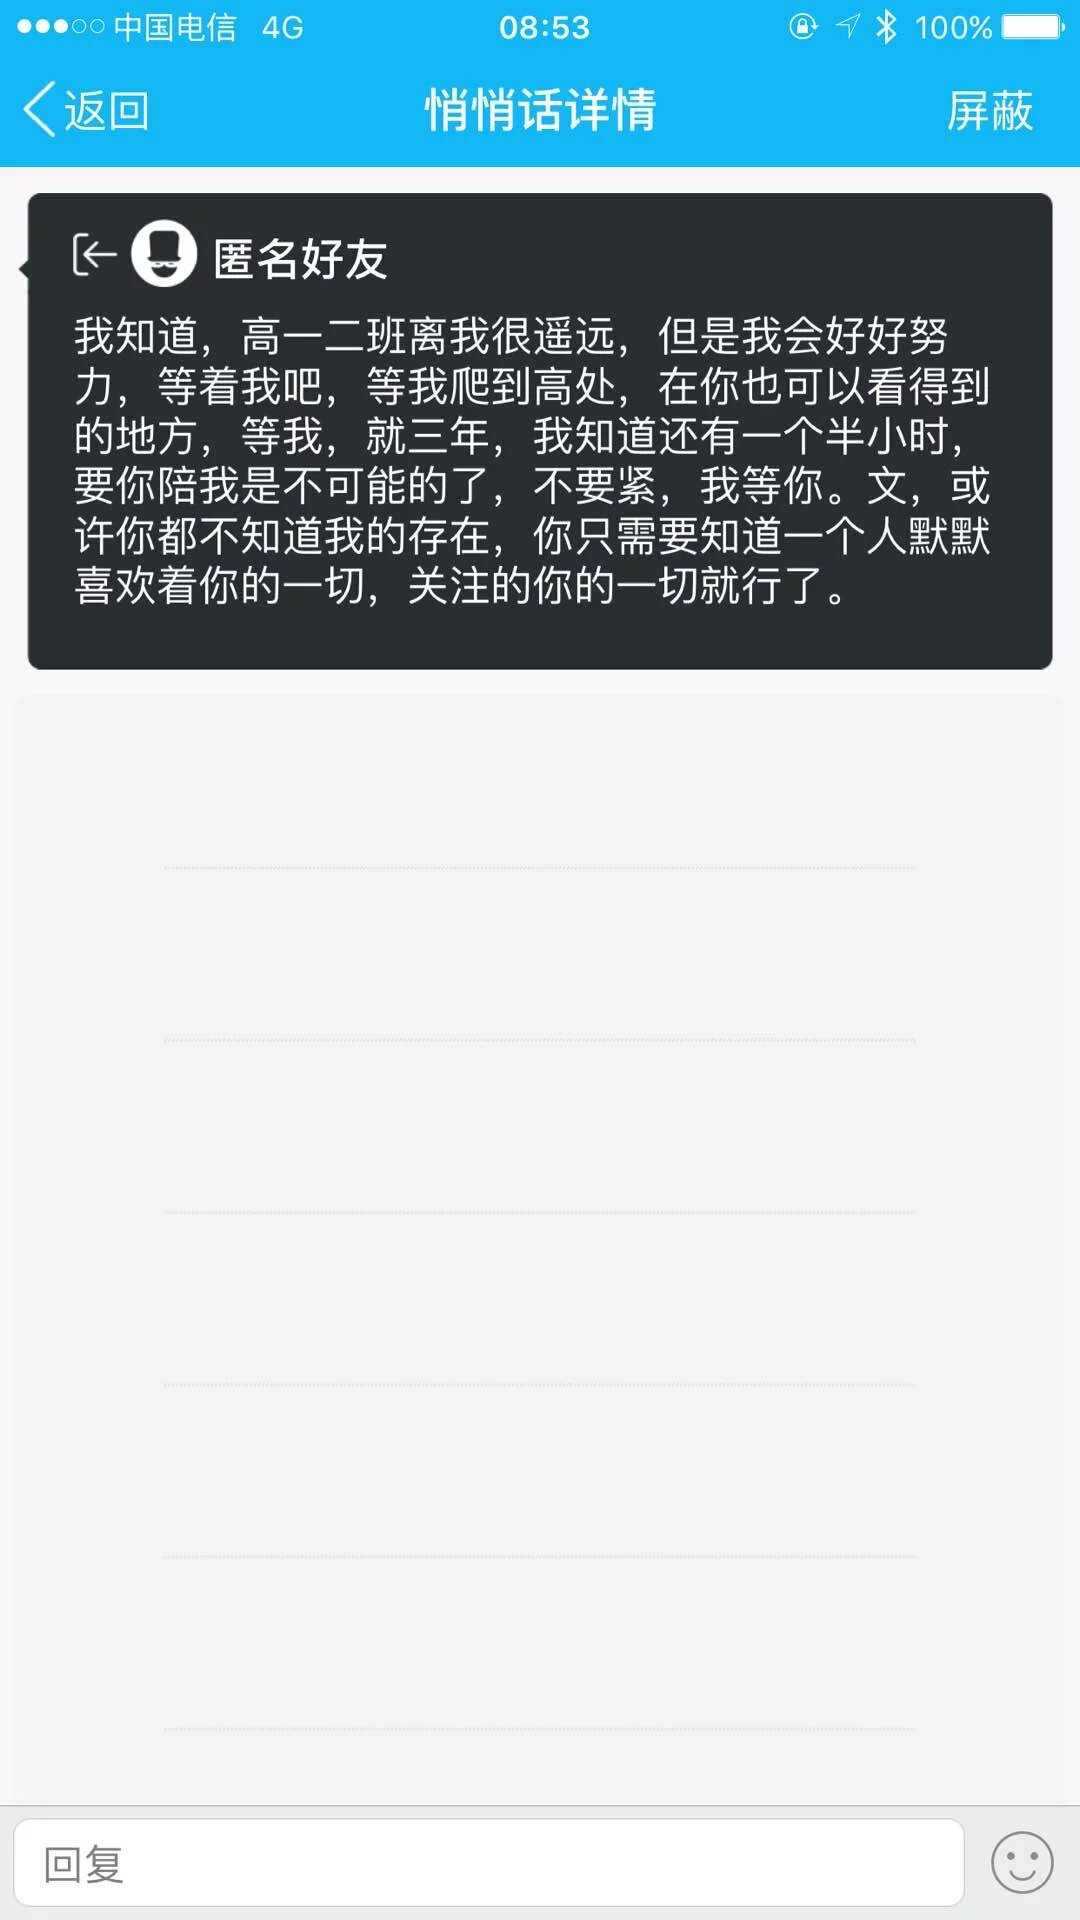 中国电信 4G 08:53 100%
返回 悄悄话详情 屏蔽
匿名好友
我知道，高一二班离我很遥远，但是我会好好努
力，等着我吧，等我爬到高处，在你也可以看得到
的地方，等我，就三年，我知道还有一个半小时，
要你陪我是不可能的了，不要紧，我等你。文，或
许你都不知道我的存在，你只需要知道一个人默默
喜欢着你的一切，关注的你的一切就行了。
回复